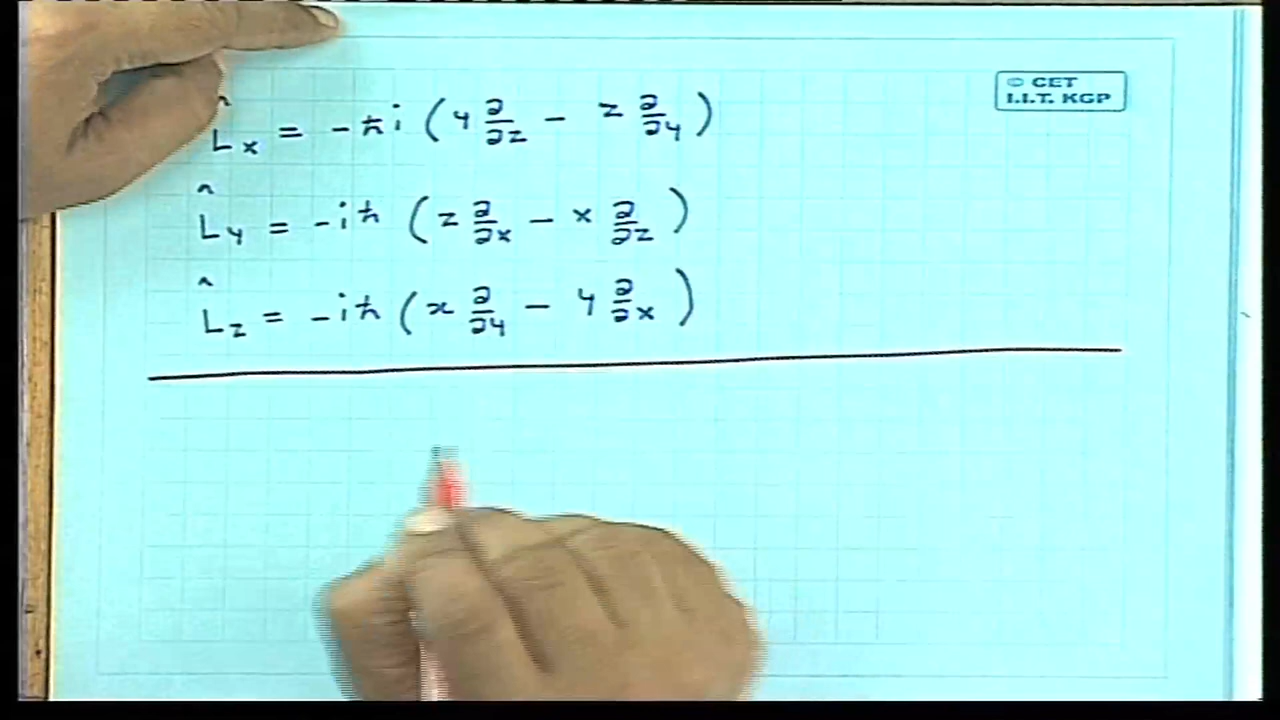 © CET
I.I.T. KGP
L̂x = -ħi (y ∂/∂z - z ∂/∂y)
L̂y = -iħ (z ∂/∂x - x ∂/∂z)
L̂z = -iħ (x ∂/∂y - y ∂/∂x)